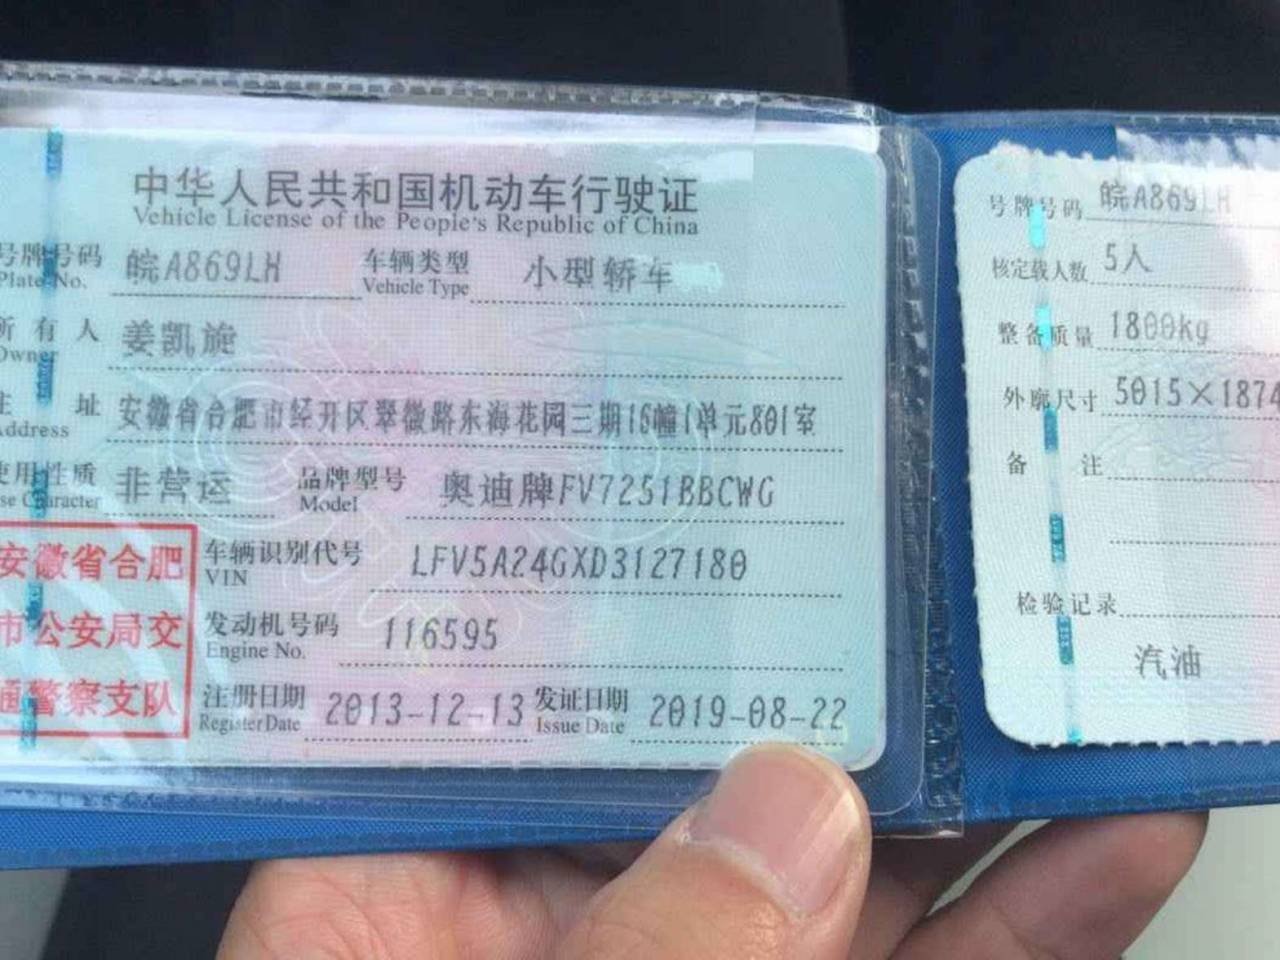 中华人民共和国机动车行驶证
Vehicle License of the People's Republic of China
号牌号码 皖A869LH 车辆类型 小型轿车
Plate No. Vehicle Type
所有人 姜凯旋
Owner
住址 安徽省合肥市经开区翠微路东海花园三期16幢1单元801室
Address
使用性质 非营运 品牌型号 奥迪牌FV7251BBCWG
Use Character Model
安徽省合肥
市公安局交
通警察支队
车辆识别代号 LFV5A24GXD3127180
VIN
发动机号码 116595
Engine No.
注册日期 2013-12-13 发证日期 2019-08-22
Register Date Issue Date
号牌号码 皖A869LH
核定载人数 5人
整备质量 1800kg
外廓尺寸 5015×1874
备注
检验记录
汽油